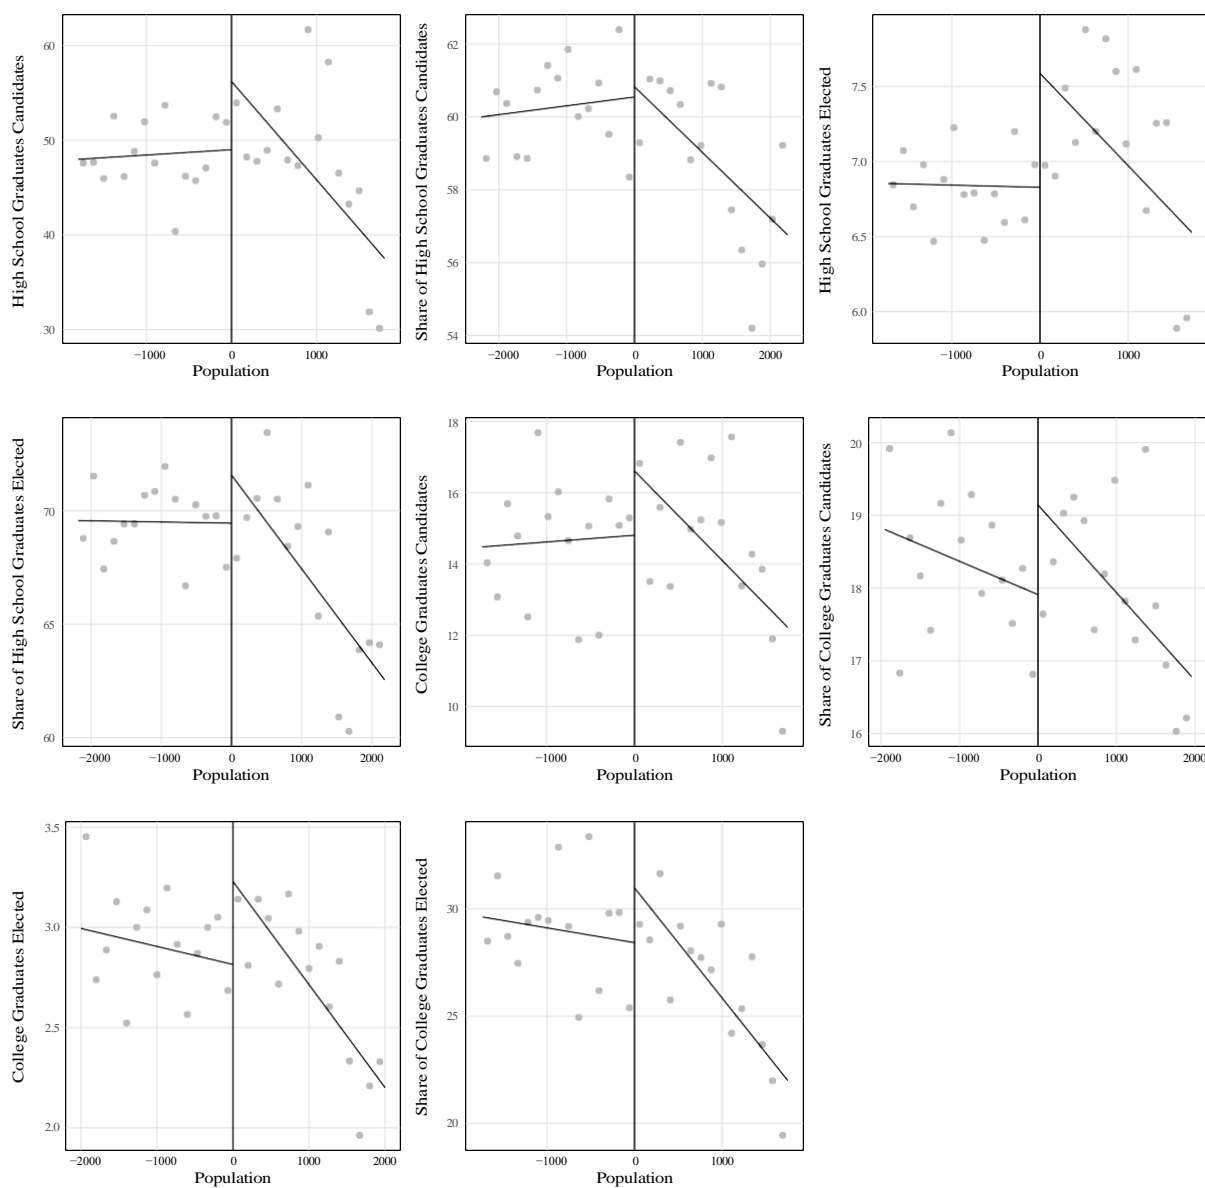 High School Graduates Candidates
60
50
40
30
−1000 0 1000
Population
Share of High School Graduates Candidates
62
60
58
56
54
−2000 −1000 0 1000 2000
Population
High School Graduates Elected
7.5
7.0
6.5
6.0
−1000 0 1000
Population
Share of High School Graduates Elected
70
65
60
−2000 −1000 0 1000 2000
Population
College Graduates Candidates
18
16
14
12
10
−1000 0 1000
Population
Share of College Graduates Candidates
20
19
18
17
16
−2000 −1000 0 1000 2000
Population
College Graduates Elected
3.5
3.0
2.5
2.0
−2000 −1000 0 1000 2000
Population
Share of College Graduates Elected
30
25
20
−1000 0 1000
Population